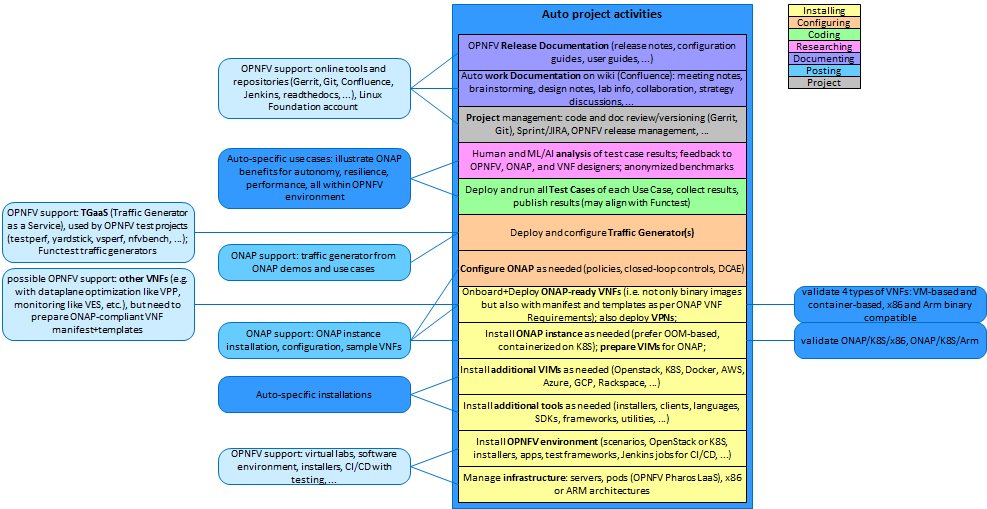 Auto project activities
Installing
Configuring
Coding
Researching
Documenting
Posting
Project
OPNFV Release Documentation (release notes, configuration
guides, user guides, ...)
Auto work Documentation on wiki (Confluence): meeting notes,
brainstorming, design notes, lab info, collaboration, strategy
discussions, ...
Project management: code and doc review/versioning (Gerrit,
Git), Sprint/JIRA, OPNFV release management, ...
Human and ML/AI analysis of test case results; feedback to
OPNFV, ONAP, and VNF designers; anonymized benchmarks
Deploy and run all Test Cases of each Use Case, collect results,
publish results (may align with Functest)
Deploy and configure Traffic Generator(s)
Configure ONAP as needed (policies, closed-loop controls, DCAE)
Onboard+Deploy ONAP-ready VNFs (i.e. not only binary images
but also with manifest and templates as per ONAP VNF
Requirements); also deploy VPNs;
Install ONAP instance as needed (prefer OOM-based,
containerized on K8S); prepare VIMs for ONAP;
Install additional VIMs as needed (Openstack, K8S, Docker, AWS,
Azure, GCP, Rackspace, ...)
Install additional tools as needed (installers, clients, languages,
SDKs, frameworks, utilities, ...)
Install OPNFV environment (scenarios, OpenStack or K8S,
installers, apps, test frameworks, Jenkins jobs for CI/CD, ...)
Manage infrastructure: servers, pods (OPNFV Pharos LaaS), x86
or ARM architectures
OPNFV support: online tools and
repositories (Gerrit, Git, Confluence,
Jenkins, readthedocs, ...), Linux
Foundation account
Auto-specific use cases: illustrate ONAP
benefits for autonomy, resilience,
performance, all within OPNFV
environment
OPNFV support: TGaaS (Traffic Generator
as a Service), used by OPNFV test projects
(testperf, yardstick, vsperf, nfvbench, ...);
Functest traffic generators
ONAP support: traffic generator from
ONAP demos and use cases
possible OPNFV support: other VNFs (e.g.
with dataplane optimization like VPP,
monitoring like VES, etc.), but need to
prepare ONAP-compliant VNF
manifest+templates
ONAP support: ONAP instance
installation, configuration, sample VNFs
Auto-specific installations
OPNFV support: virtual labs, software
environment, installers, CI/CD with
testing, ...
validate 4 types of VNFs: VM-based and
container-based, x86 and Arm binary
compatible
validate ONAP/K8S/x86, ONAP/K8S/Arm